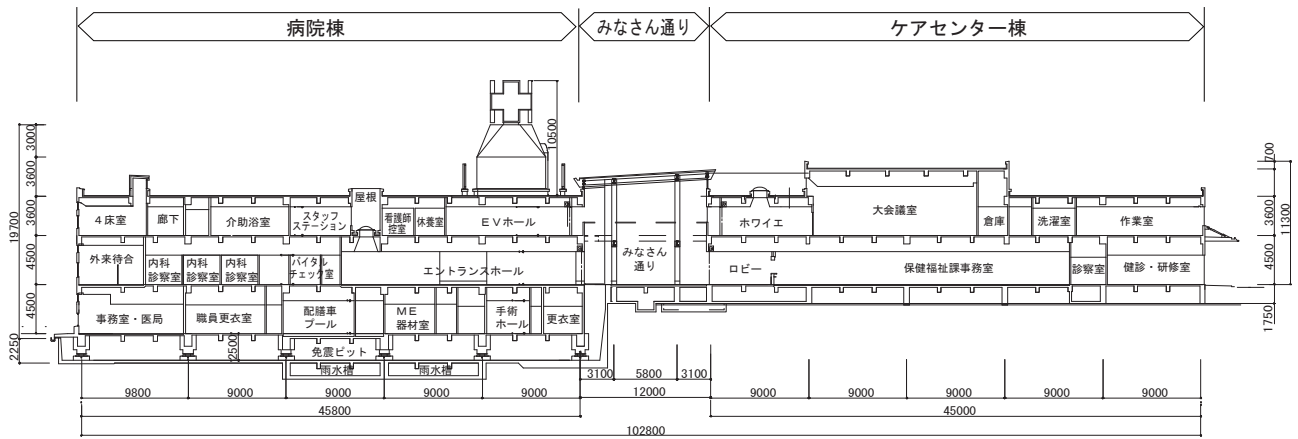 病院棟
みなさん通り
ケアセンター棟
10500
3000
3600
3600
4500
4500
19700
2250
700
3600
4500
11300
1750
4床室
廊下
介助浴室
スタッフ
ステーション
屋根
看護師
控室
休養室
EVホール
ホワイエ
大会議室
倉庫
洗濯室
作業室
外来待合
内科
診察室
内科
診察室
内科
診察室
バイタル
チェック室
エントランスホール
みなさん
通り
ロビー
保健福祉課事務室
診察室
健診・研修室
事務室・医局
職員更衣室
配膳車
プール
ME
器材室
手術
ホール
更衣室
2500
免震ピット
雨水槽
雨水槽
9800
9000
9000
9000
9000
3100
5800
3100
9000
9000
9000
9000
9000
45800
12000
45000
102800